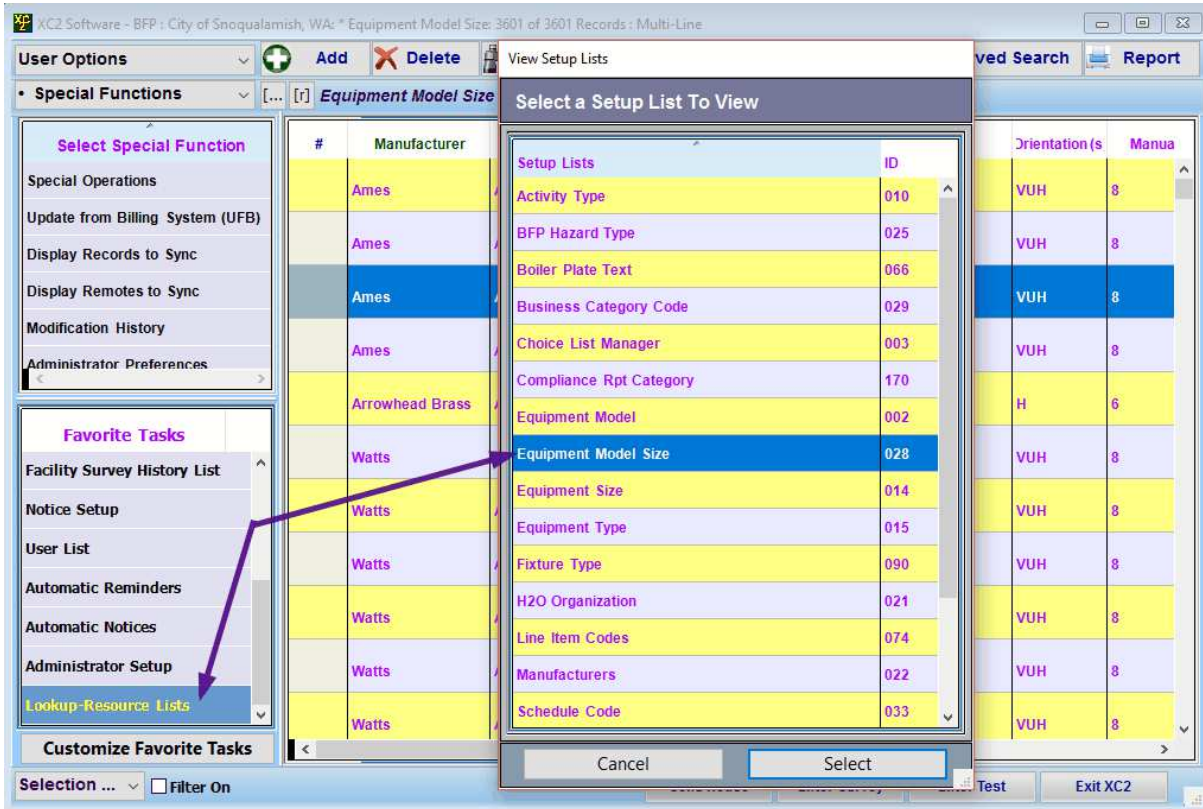 XC2 Software - BFP : City of Snoqualamish, WA: * Equipment Model Size: 3601 of 3601 Records : Multi-Line
User Options
Add
Delete
ved Search
Report
• Special Functions
[...
[r]
Equipment Model Size
Select Special Function
Special Operations
Update from Billing System (UFB)
Display Records to Sync
Display Remotes to Sync
Modification History
Administrator Preferences
Favorite Tasks
Facility Survey History List
Notice Setup
User List
Automatic Reminders
Automatic Notices
Administrator Setup
Lookup-Resource Lists
Customize Favorite Tasks
Selection ...
Filter On
# Manufacturer
Ames
Ames
Ames
Ames
Arrowhead Brass
Watts
Watts
Watts
Watts
Watts
Watts
View Setup Lists
Select a Setup List To View
Setup Lists ID
Activity Type 010
BFP Hazard Type 025
Boiler Plate Text 066
Business Category Code 029
Choice List Manager 003
Compliance Rpt Category 170
Equipment Model 002
Equipment Model Size 028
Equipment Size 014
Equipment Type 015
Fixture Type 090
H2O Organization 021
Line Item Codes 074
Manufacturers 022
Schedule Code 033
Cancel
Select
Orientation (s Manua
VUH 8
VUH 8
VUH 8
VUH 8
H 6
VUH 8
VUH 8
VUH 8
VUH 8
VUH 8
VUH 8
Test
Exit XC2